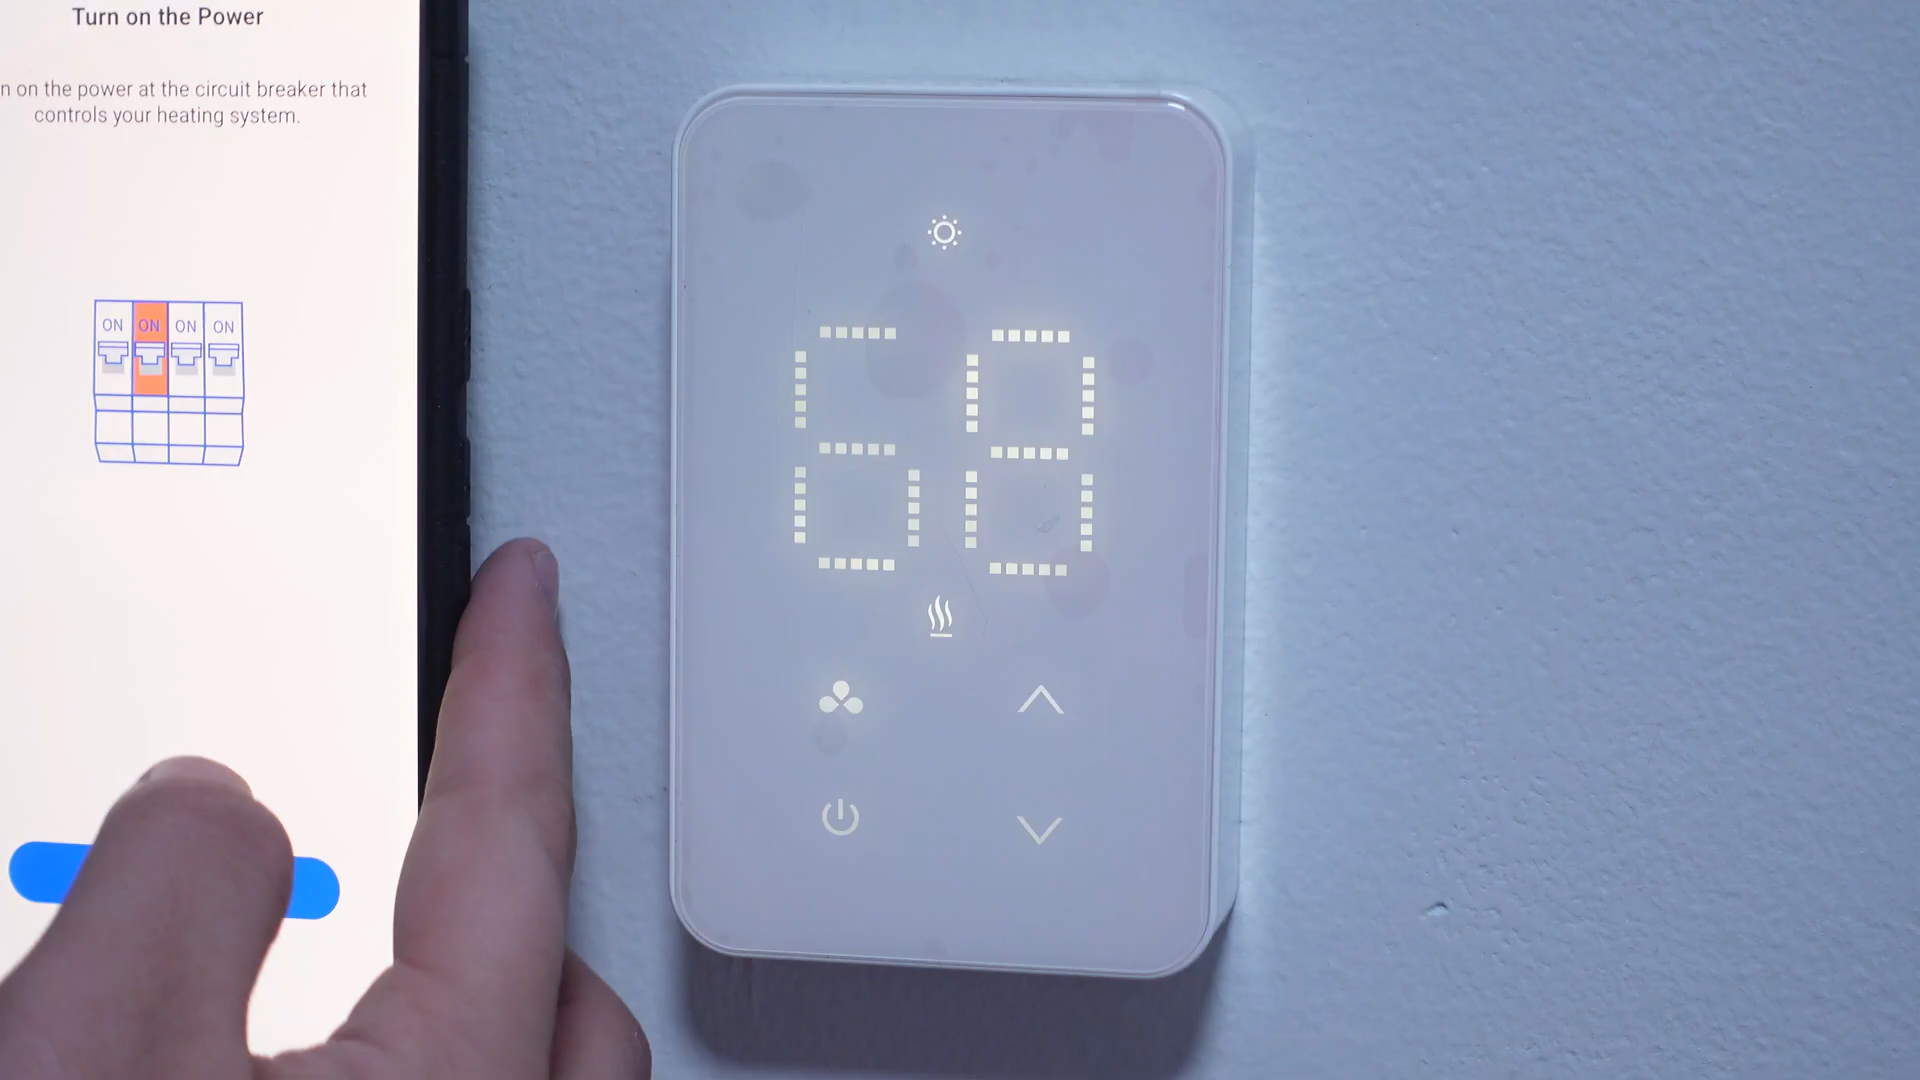 Turn on the Power
n on the power at the circuit breaker that
controls your heating system.
ON ON ON ON
68